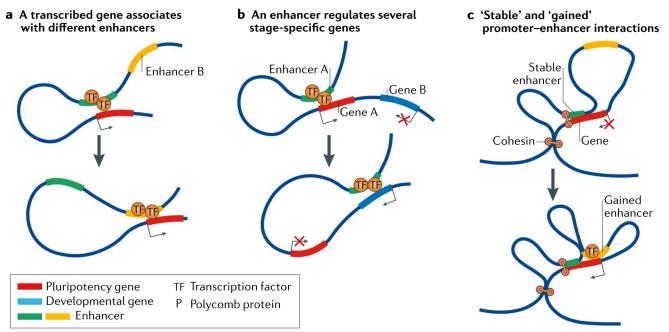 a A transcribed gene associates
with different enhancers
Enhancer B
TF
TF
TF TF
b An enhancer regulates several
stage-specific genes
Enhancer A
TF
TF
Gene B
Gene A
TF TF
c ‘Stable’ and ‘gained’
promoter–enhancer interactions
Stable
enhancer
Cohesin
Gene
Gained
enhancer
TF
Pluripotency gene
Developmental gene
Enhancer
TF Transcription factor
P Polycomb protein